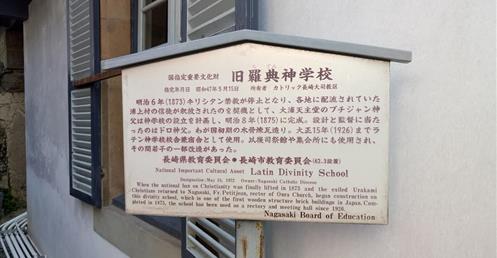 国指定重要文化財 旧羅典神学校
指定年月日 昭和47年5月15日 所有者 カトリック長崎大司教区
明治6年(1873)キリシタン禁教が停止となり、各地に配流されていた
浦上村の信徒が釈放されたのを契機として、大浦天主堂のプチジャン神
父は神学校の設立を計画し、明治8年(1875)に完成。設計と監督に当た
ったのはドロ神父。わが国初期の木骨煉瓦造り。大正15年(1926)までラ
テン神学校校舎兼宿舎として使用。以後司祭館や集会所にも使用され、
その間若干の一部改造があった。
長崎県教育委員会●長崎市教育委員会(62.3設置)
National Important Cultural Asset Latin Divinity School
Designation:May 15, 1972 Owner:Nagasaki Catholic Diocese
When the national ban on Christianity was finally lifted in 1873 and the exiled Urakami
Christians returned to Nagasaki, Fr. Petitjean, rector of Oura Church, began construction on
this divinity school, which is one of the first wooden structure brick buildings in Japan. Com-
pleted in 1875, the school has been used as a rectory and meeting hall since 1926.
Nagasaki Board of Education